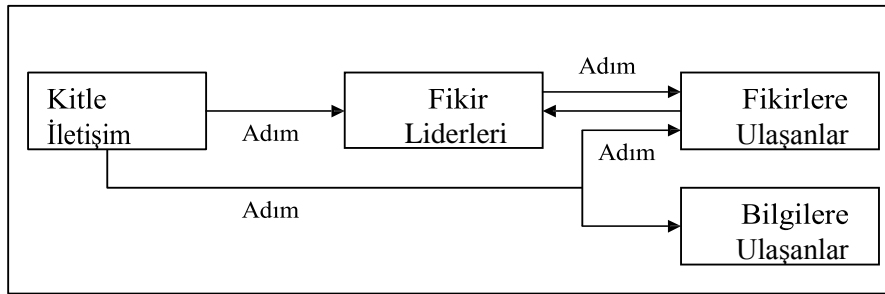 Adım
Kitle
İletişim
Adım
Fikir
Liderleri
Fikirlere
Ulaşanlar
Adım
Adım
Bilgilere
Ulaşanlar